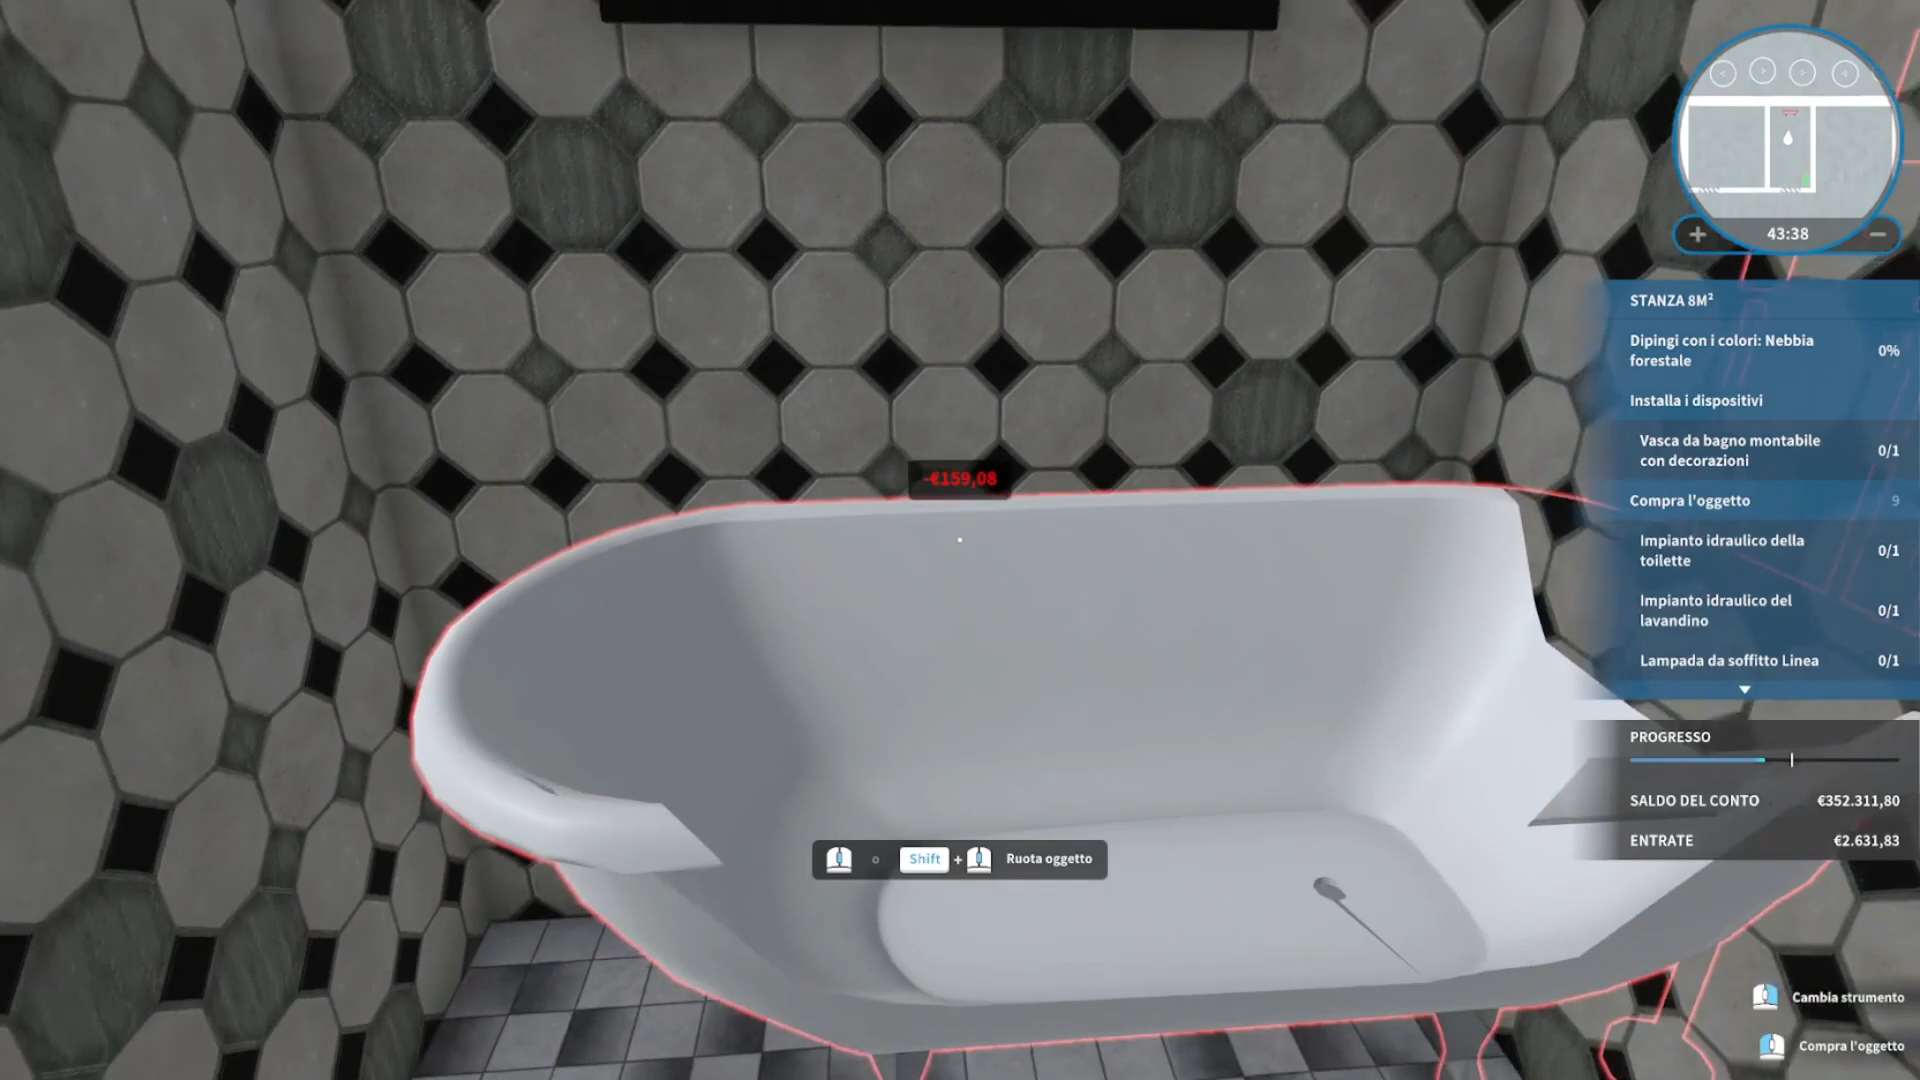 43:38
STANZA 8M²
Dipingi con i colori: Nebbia
forestale
0%
Installa i dispositivi
Vasca da bagno montabile
con decorazioni
0/1
Compra l'oggetto
9
Impianto idraulico della
toilette
0/1
Impianto idraulico del
lavandino
0/1
Lampada da soffitto Linea
0/1
-€159,08
PROGRESSO
SALDO DEL CONTO
€352.311,80
ENTRATE
€2.631,83
o Shift + Ruota oggetto
Cambia strumento
Compra l'oggetto